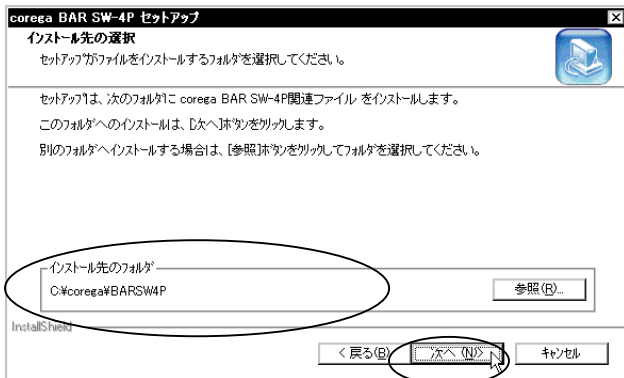 corega BAR SW-4P セットアップ
インストール先の選択
セットアップがファイルをインストールするフォルダを選択してください。
セットアップは、次のフォルダに corega BAR SW-4P関連ファイル をインストールします。
このフォルダへのインストールは、[次へ]ボタンをクリックします。
別のフォルダへインストールする場合は、[参照]ボタンをクリックしてフォルダを選択してください。
インストール先のフォルダ
C:¥corega¥BARSW4P
参照(R)...
InstallShield
< 戻る(B)
次へ (N)>
キャンセル